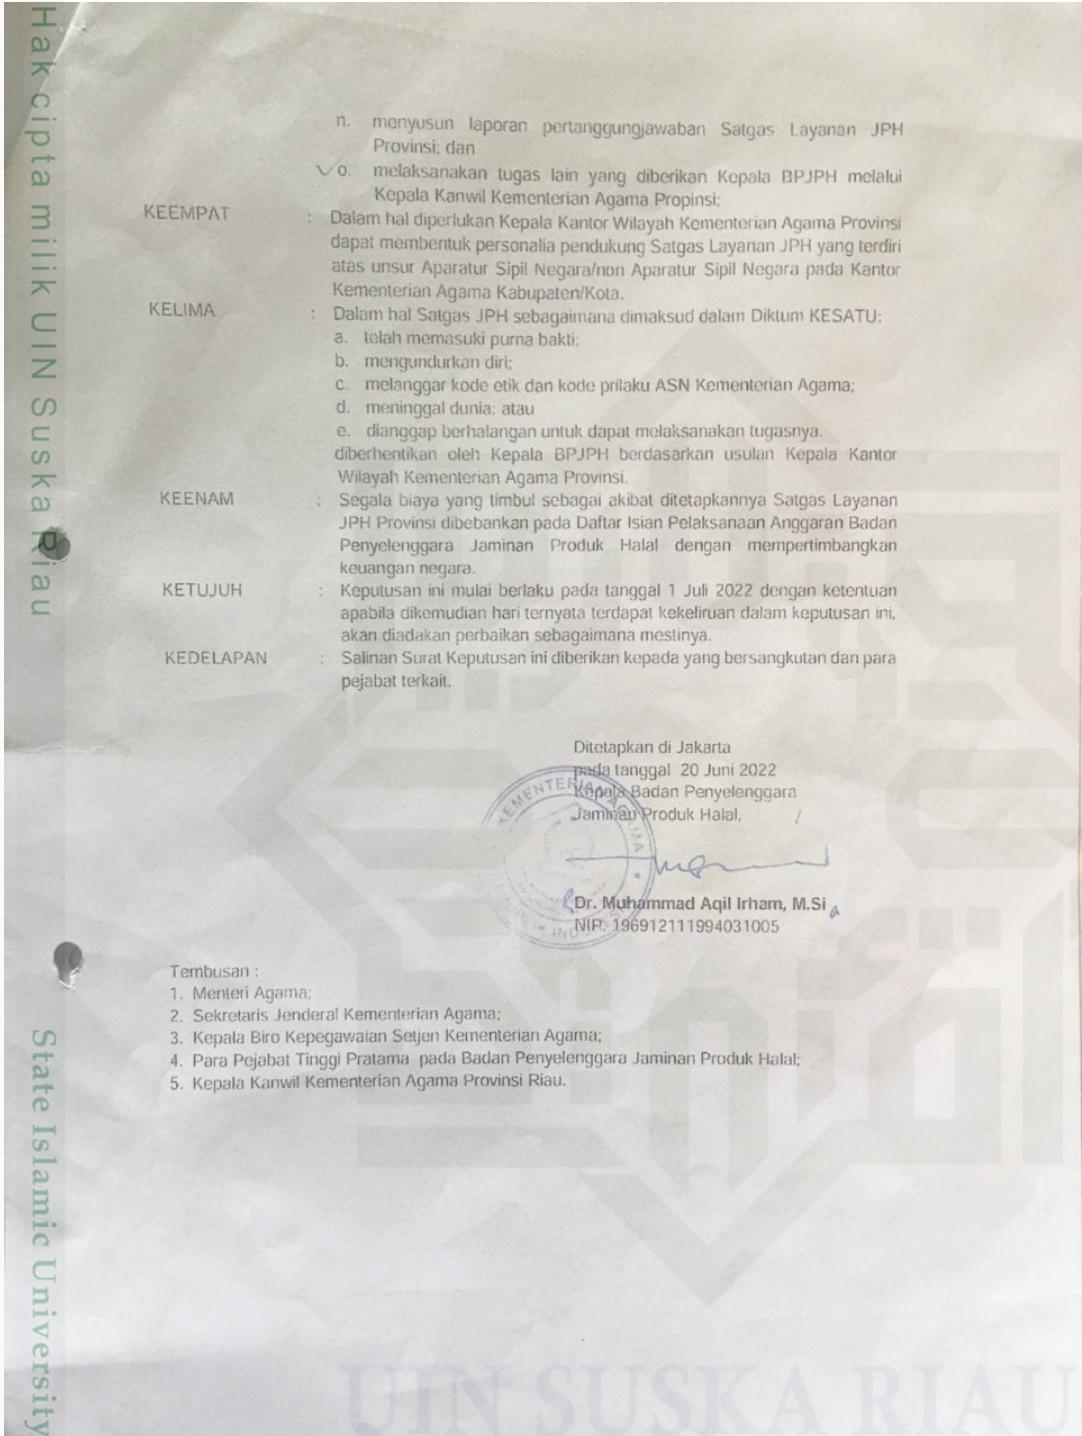 n. menyusun laporan pertanggungjawaban Satgas Layanan JPH
Provinsi; dan
o. melaksanakan tugas lain yang diberikan Kepala BPJPH melalui
Kepala Kanwil Kementerian Agama Propinsi;
KEEMPAT : Dalam hal diperlukan Kepala Kantor Wilayah Kementerian Agama Provinsi
dapat membentuk personalia pendukung Satgas Layanan JPH yang terdiri
atas unsur Aparatur Sipil Negara/non Aparatur Sipil Negara pada Kantor
Kementerian Agama Kabupaten/Kota.
KELIMA : Dalam hal Satgas JPH sebagaimana dimaksud dalam Diktum KESATU:
a. telah memasuki purna bakti;
b. mengundurkan diri;
c. melanggar kode etik dan kode prilaku ASN Kementerian Agama;
d. meninggal dunia; atau
e. dianggap berhalangan untuk dapat melaksanakan tugasnya.
diberhentikan oleh Kepala BPJPH berdasarkan usulan Kepala Kantor
Wilayah Kementerian Agama Provinsi.
KEENAM : Segala biaya yang timbul sebagai akibat ditetapkannya Satgas Layanan
JPH Provinsi dibebankan pada Daftar Isian Pelaksanaan Anggaran Badan
Penyelenggara Jaminan Produk Halal dengan mempertimbangkan
keuangan negara.
KETUJUH : Keputusan ini mulai berlaku pada tanggal 1 Juli 2022 dengan ketentuan
apabila dikemudian hari ternyata terdapat kekeliruan dalam keputusan ini,
akan diadakan perbaikan sebagaimana mestinya.
KEDELAPAN : Salinan Surat Keputusan ini diberikan kepada yang bersangkutan dan para
pejabat terkait.
Ditetapkan di Jakarta
pada tanggal 20 Juni 2022
Kepala Badan Penyelenggara
Jaminan Produk Halal,
KEMENTERIAN AGAMA
Dr. Muhammad Aqil Irham, M.Si
NIP. 196912111994031005
Tembusan :
1. Menteri Agama;
2. Sekretaris Jenderal Kementerian Agama;
3. Kepala Biro Kepegawaian Setjen Kementerian Agama;
4. Para Pejabat Tinggi Pratama pada Badan Penyelenggara Jaminan Produk Halal;
5. Kepala Kanwil Kementerian Agama Provinsi Riau.
Hak cipta milik UIN Suska Riau
State Islamic University
UIN SUSKA RIAU